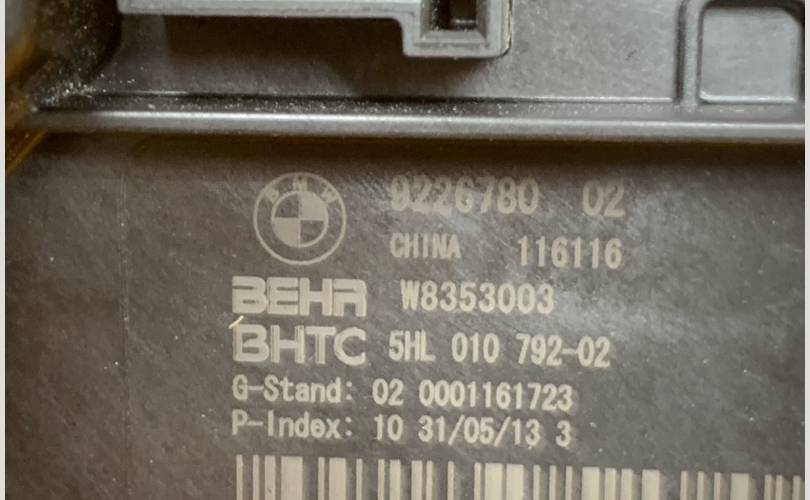 BMW 9226780 02
CHINA 116116
BEHR W8353003
BHTC 5HL 010 792-02
G-Stand: 02 0001161723
P-Index: 10 31/05/13 3